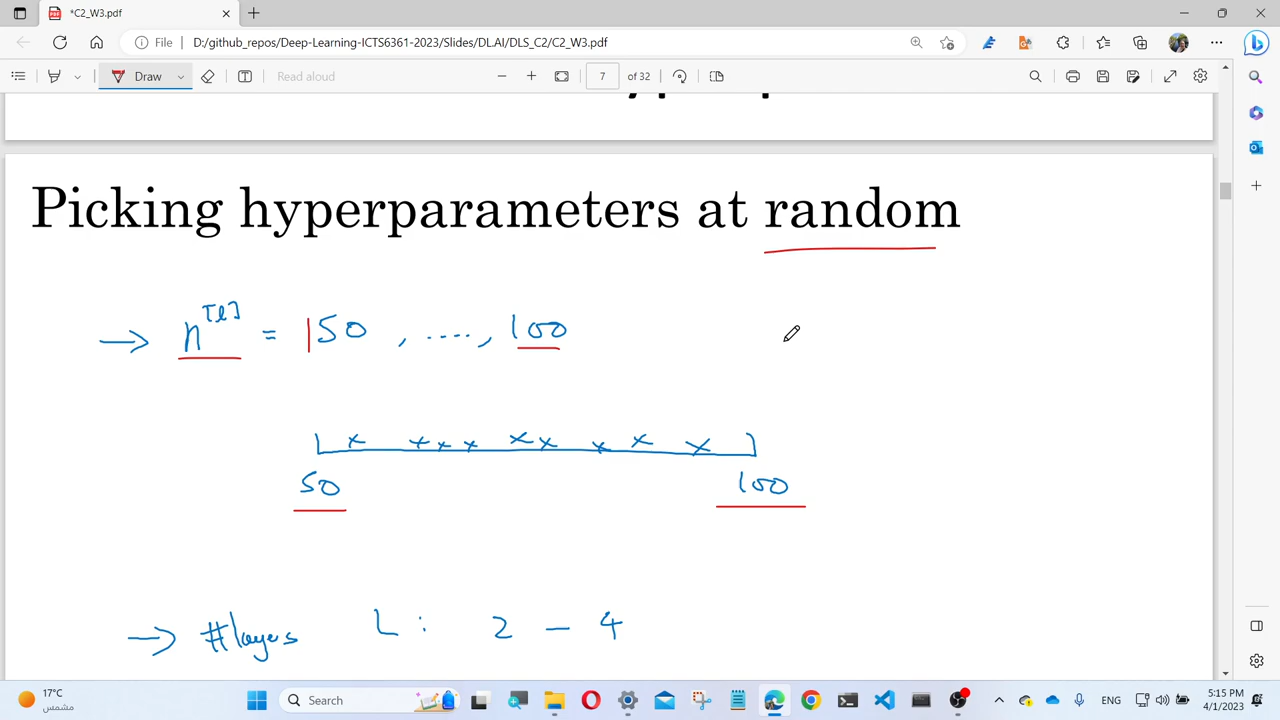 *C2_W3.pdf
File
D:/github_repos/Deep-Learning-ICTS6361-2023/Slides/DL.AI/DLS_C2/C2_W3.pdf
Draw
Read aloud
7 of 32
Picking hyperparameters at random
→ n[l] = 50 , ...., 100
50 100
→ #layers L : 2 – 4
17°C
مشمس
Search
ENG
5:15 PM
4/1/2023